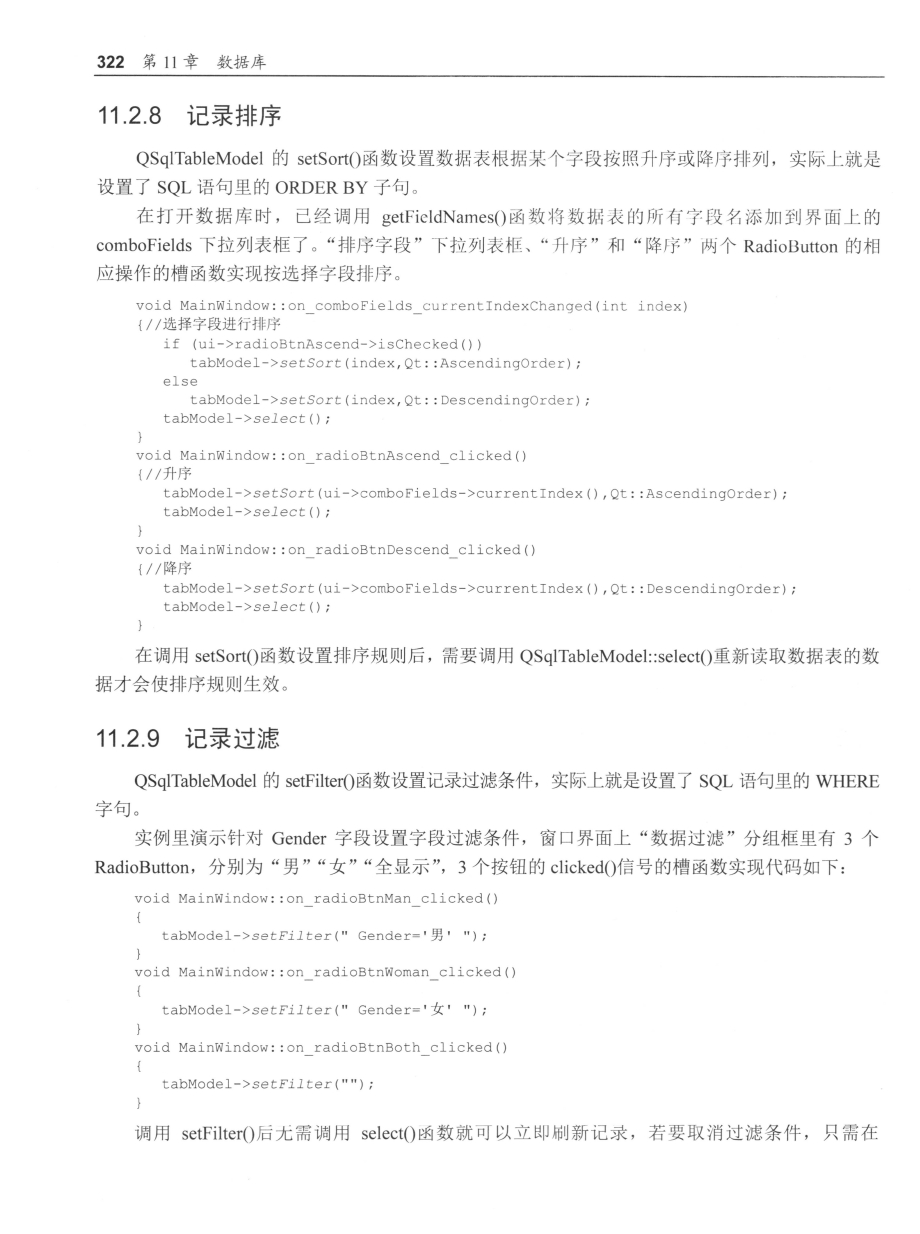 322 第 11 章 数据库
11.2.8 记录排序
QSqlTableModel 的 setSort()函数设置数据表根据某个字段按照升序或降序排列，实际上就是
设置了 SQL 语句里的 ORDER BY 子句。
在打开数据库时，已经调用 getFieldNames()函数将数据表的所有字段名添加到界面上的
comboFields 下拉列表框了。“排序字段”下拉列表框、“升序”和“降序”两个 RadioButton 的相
应操作的槽函数实现按选择字段排序。
void MainWindow::on_comboFields_currentIndexChanged(int index)
{//选择字段进行排序
if (ui->radioBtnAscend->isChecked())
tabModel->setSort(index,Qt::AscendingOrder);
else
tabModel->setSort(index,Qt::DescendingOrder);
tabModel->select();
}
void MainWindow::on_radioBtnAscend_clicked()
{//升序
tabModel->setSort(ui->comboFields->currentIndex(),Qt::AscendingOrder);
tabModel->select();
}
void MainWindow::on_radioBtnDescend_clicked()
{//降序
tabModel->setSort(ui->comboFields->currentIndex(),Qt::DescendingOrder);
tabModel->select();
}
在调用 setSort()函数设置排序规则后，需要调用 QSqlTableModel::select()重新读取数据表的数
据才会使排序规则生效。
11.2.9 记录过滤
QSqlTableModel 的 setFilter()函数设置记录过滤条件，实际上就是设置了 SQL 语句里的 WHERE
字句。
实例里演示针对 Gender 字段设置字段过滤条件，窗口界面上“数据过滤”分组框里有 3 个
RadioButton，分别为“男”“女”“全显示”，3 个按钮的 clicked()信号的槽函数实现代码如下：
void MainWindow::on_radioBtnMan_clicked()
{
tabModel->setFilter(" Gender='男' ");
}
void MainWindow::on_radioBtnWoman_clicked()
{
tabModel->setFilter(" Gender='女' ");
}
void MainWindow::on_radioBtnBoth_clicked()
{
tabModel->setFilter("");
}
调用 setFilter()后无需调用 select()函数就可以立即刷新记录，若要取消过滤条件，只需在